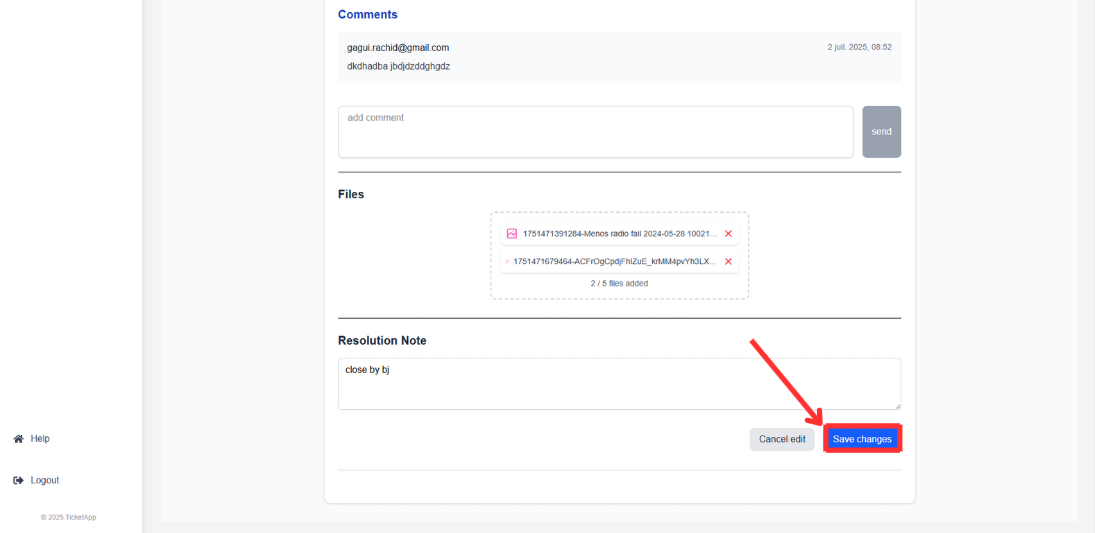 Comments
gagui.rachid@gmail.com
2 juil. 2025, 08:52
dkdhadba jbdjdzddghgdz
add comment
send
Files
1751471391284-Menos radio fail 2024-05-28 10021...
1751471679464-ACFrOgCpdjFhIZuE_krMM4pvYh3LX...
2 / 5 files added
Resolution Note
close by bj
Cancel edit
Save changes
Help
Logout
© 2025 TicketApp